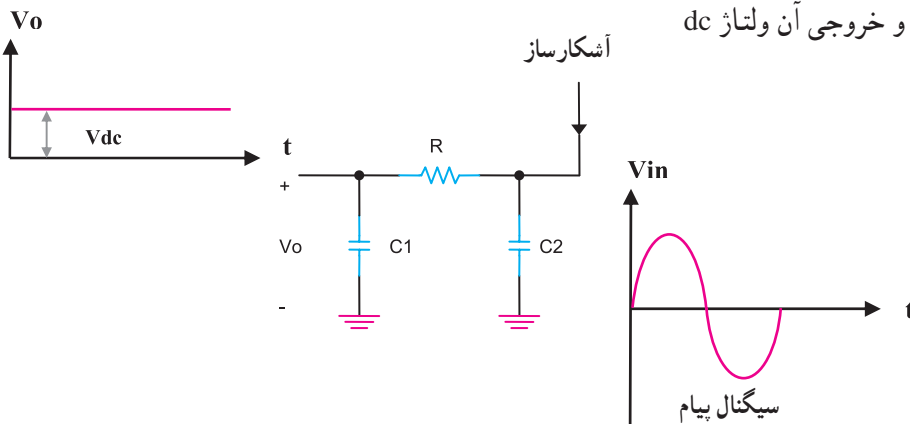 و خروجی آن ولتاژ dc
Vo
آشکارساز
Vdc
t
R
Vin
+
Vo
C1
C2
-
t
سیگنال پیام